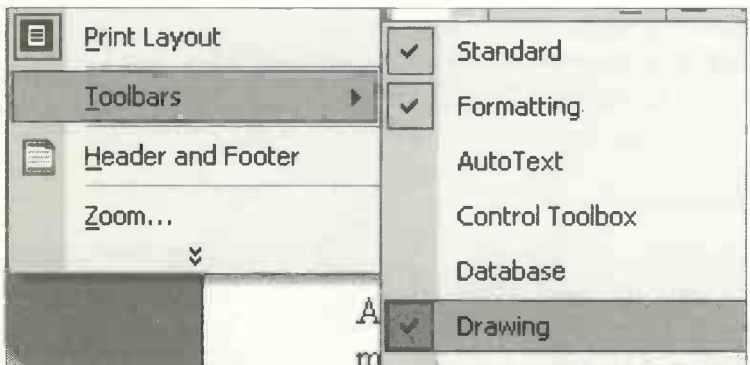 Print Layout
Toolbars
Header and Footer
Zoom...
Standard
Formatting
AutoText
Control Toolbox
Database
Drawing
A
m